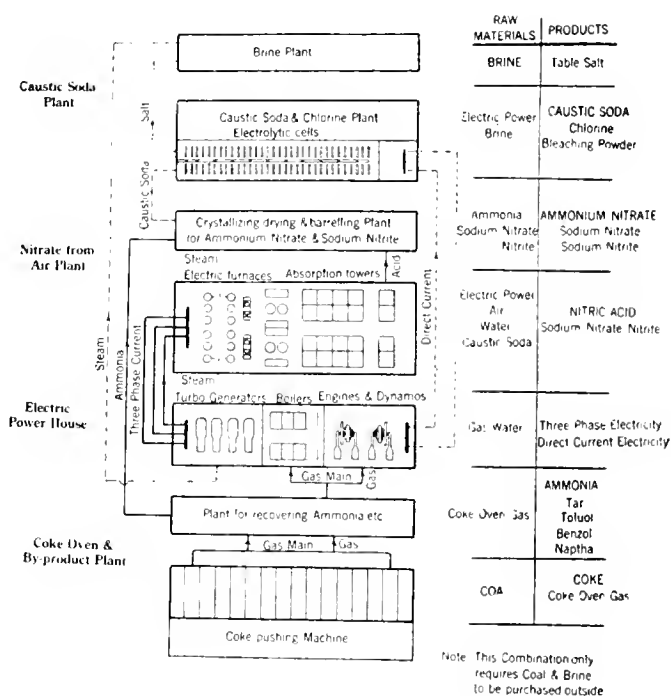 RAW
MATERIALS
PRODUCTS
Brine Plant
BRINE
Table Salt
Caustic Soda
Plant
Salt
Caustic Soda & Chlorine Plant
Electrolytic cells
Electric Power
Brine
CAUSTIC SODA
Chlorine
Bleaching Powder
Caustic Soda
Crystallizing drying & barrelling Plant
for Ammonium Nitrate & Sodium Nitrite
Ammonia
Sodium Nitrate
Nitrite
AMMONIUM NITRATE
Sodium Nitrate
Sodium Nitrite
Nitrate from
Air Plant
Steam
Electric furnaces
Absorption towers
Acid
Direct Current
Electric Power
Air
Water
Caustic Soda
NITRIC ACID
Sodium Nitrate Nitrite
Steam
Ammonia
Three Phase Current
Steam
Electric
Power House
Turbo Generators
Boilers
Engines & Dynamos
Gas Water
Three Phase Electricity
Direct Current Electricity
Gas Main
Gas
Plant for recovering Ammonia etc
Coke Oven Gas
AMMONIA
Tar
Toluol
Benzol
Naptha
Coke Oven &
By-product Plant
Gas Main
Gas
COA
COKE
Coke Oven Gas
Coke pushing Machine
Note This Combination only
requires Coal & Brine
to be purchased outside